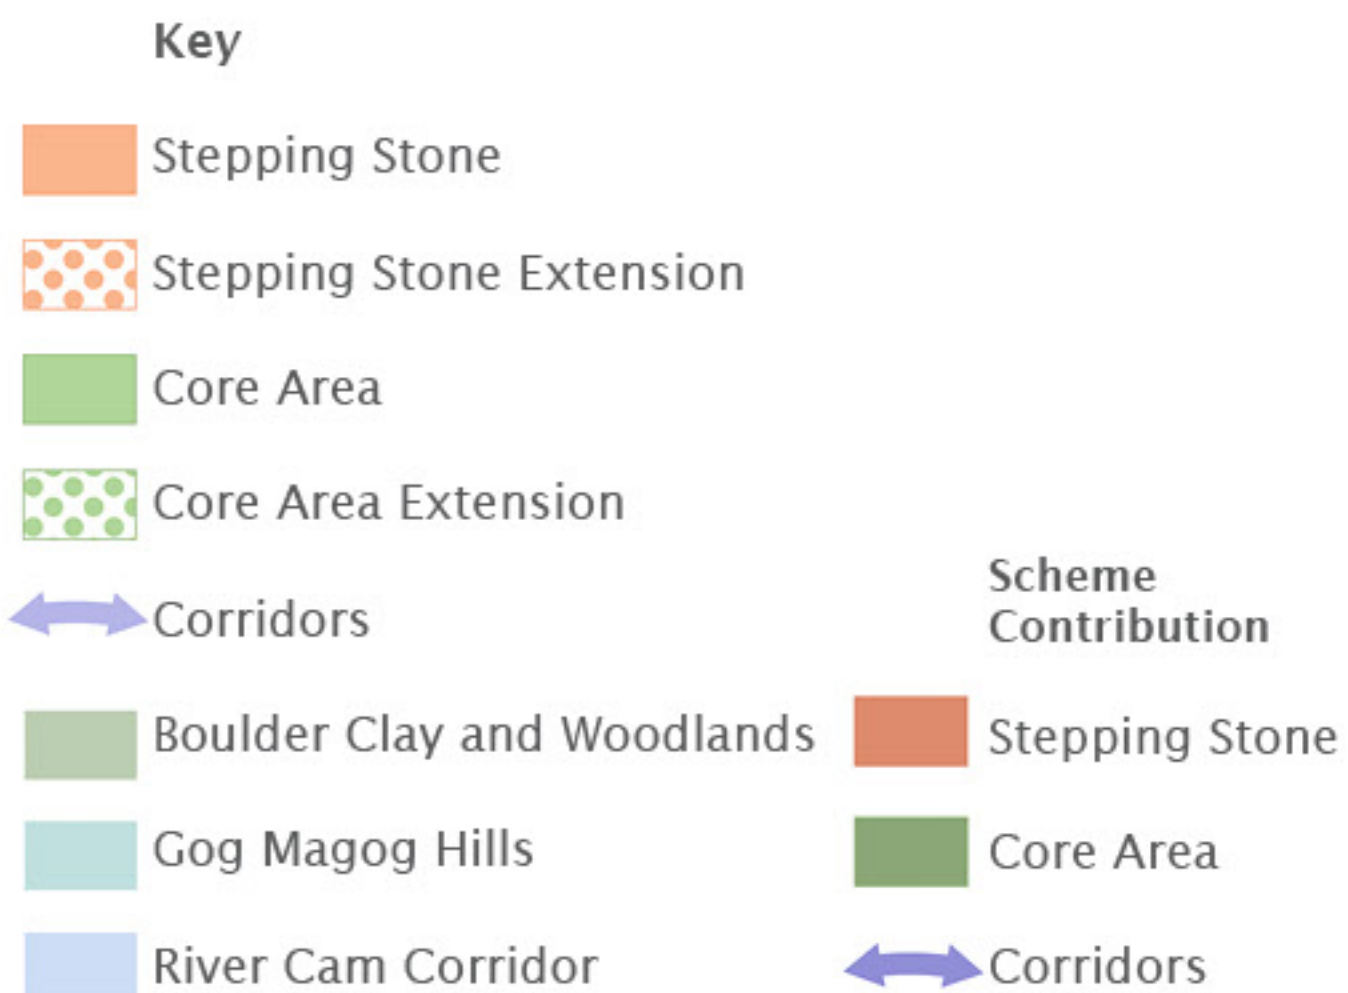 Key
Stepping Stone
Stepping Stone Extension
Core Area
Core Area Extension
Corridors
Boulder Clay and Woodlands
Gog Magog Hills
River Cam Corridor
Scheme
Contribution
Stepping Stone
Core Area
Corridors